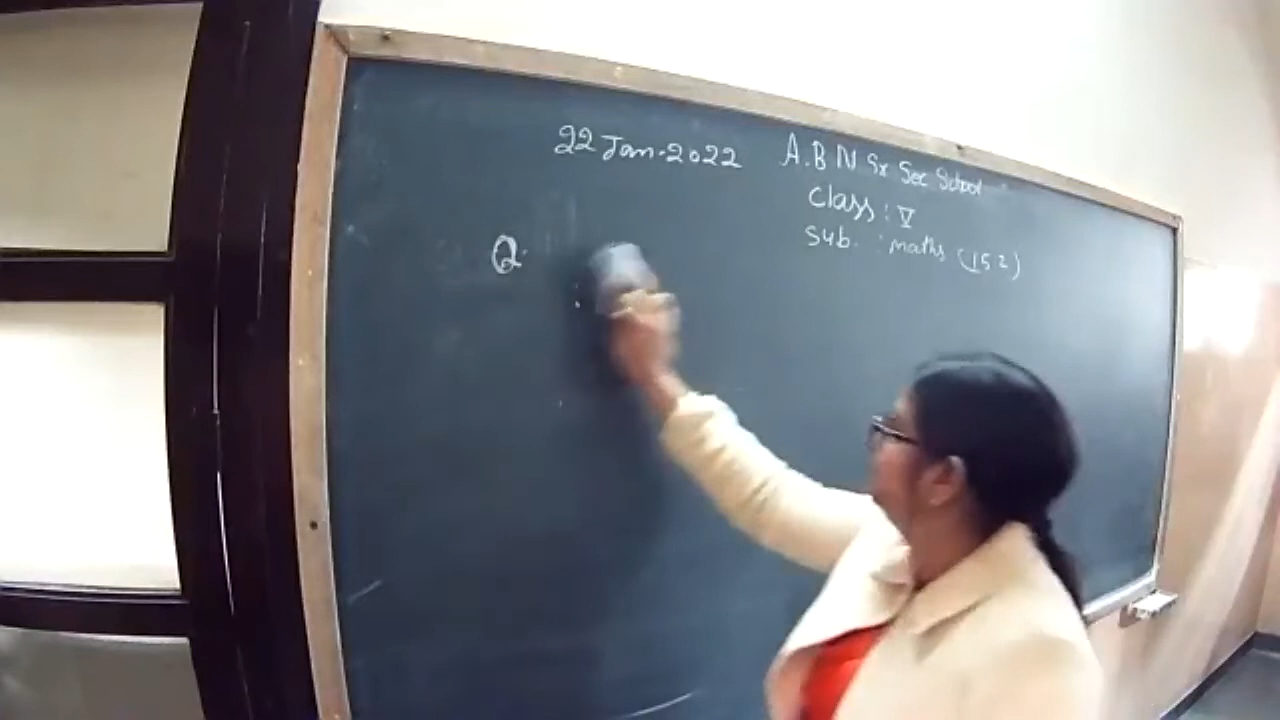 22 Jan-2022
A.B N Sr Sec School
Class : V
Sub. : maths (152)
Q.